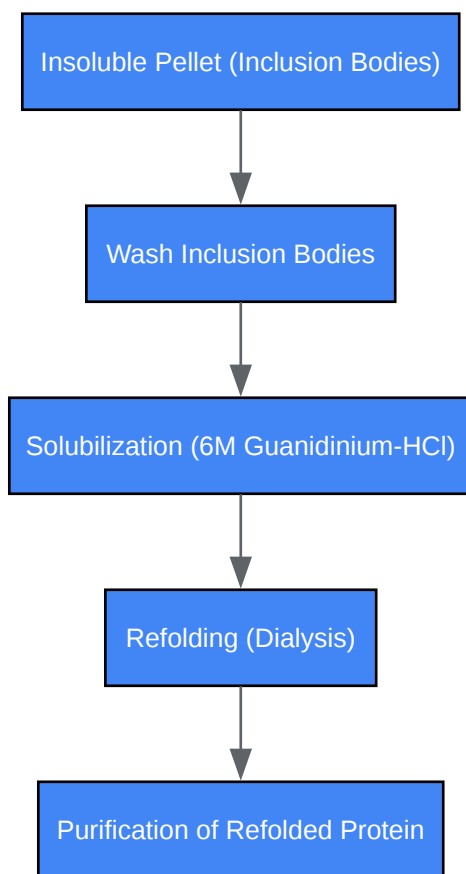 Insoluble Pellet (Inclusion Bodies)
Wash Inclusion Bodies
Solubilization (6M Guanidinium-HCl)
Refolding (Dialysis)
Purification of Refolded Protein